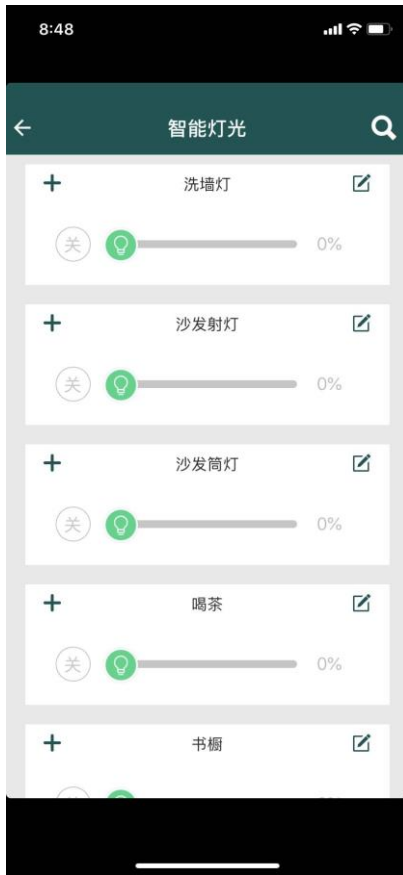 8:48
智能灯光
洗墙灯
关 0%
沙发射灯
关 0%
沙发筒灯
关 0%
喝茶
关 0%
书橱